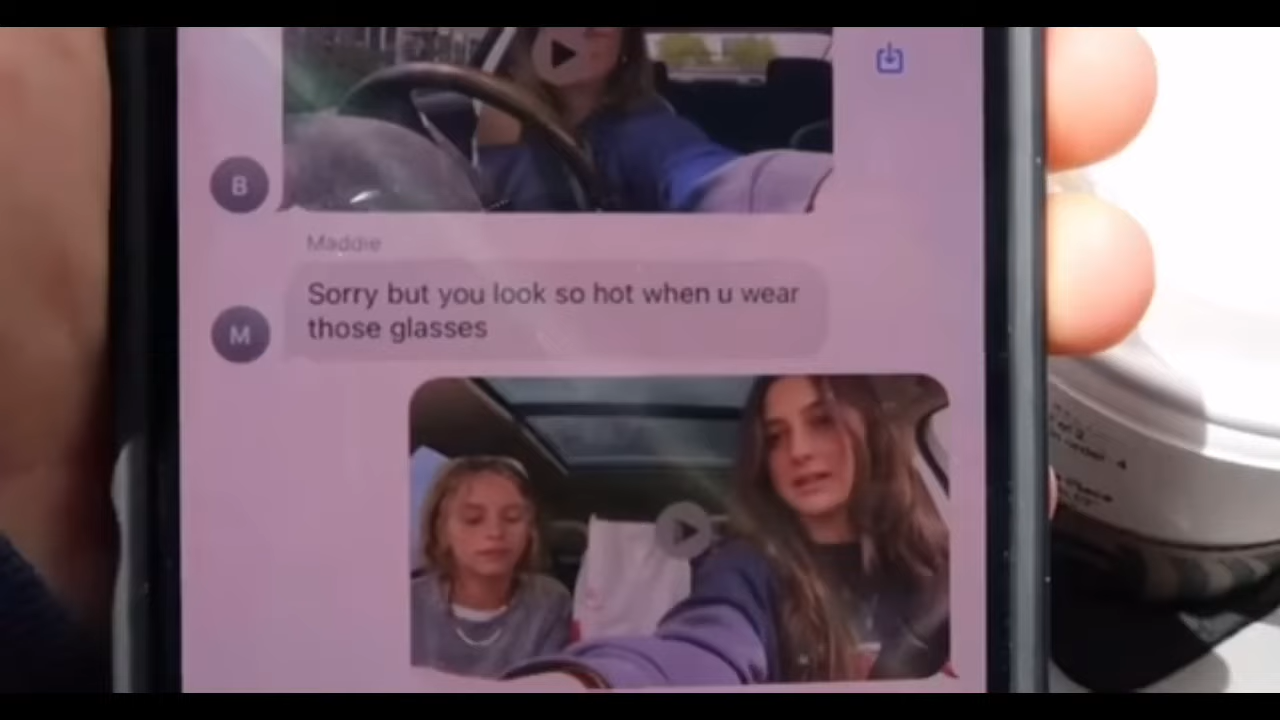 B
Maddie
Sorry but you look so hot when u wear
M
those glasses